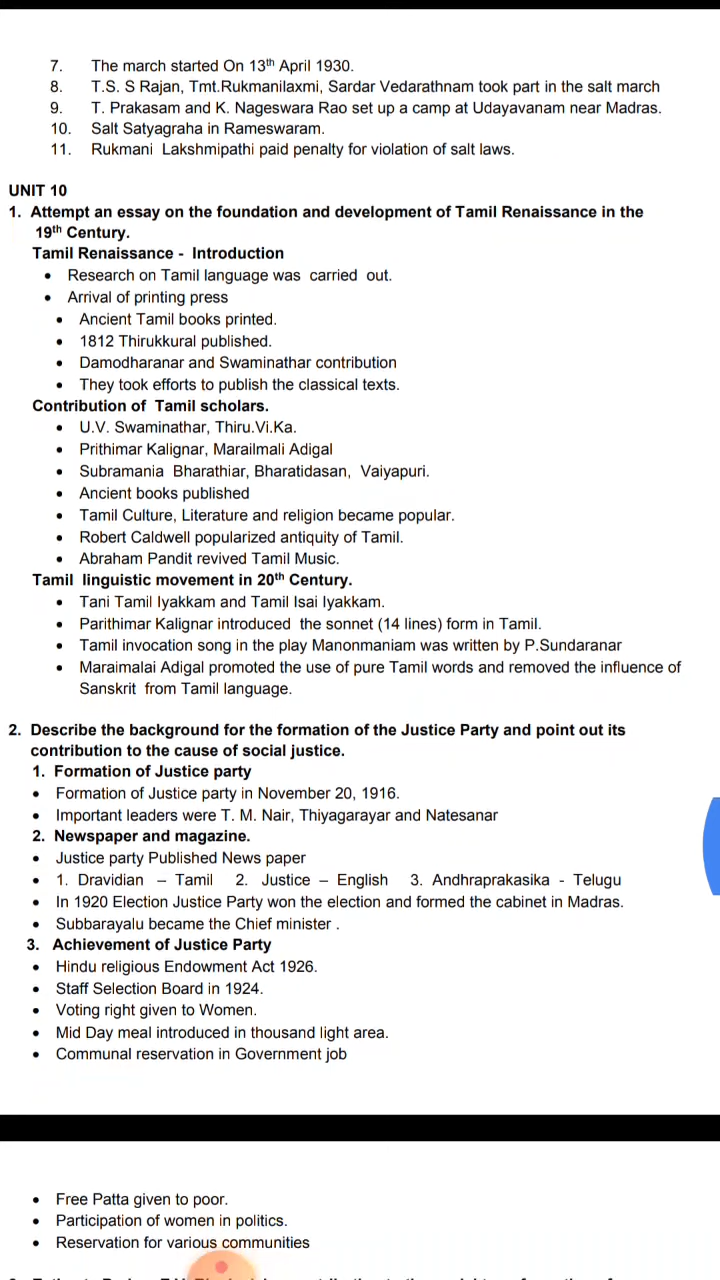 7. The march started On 13th April 1930.
8. T.S. S Rajan, Tmt.Rukmanilaxmi, Sardar Vedarathnam took part in the salt march
9. T. Prakasam and K. Nageswara Rao set up a camp at Udayavanam near Madras.
10. Salt Satyagraha in Rameswaram.
11. Rukmani Lakshmipathi paid penalty for violation of salt laws.
UNIT 10
1. Attempt an essay on the foundation and development of Tamil Renaissance in the
19th Century.
Tamil Renaissance - Introduction
• Research on Tamil language was carried out.
• Arrival of printing press
• Ancient Tamil books printed.
• 1812 Thirukkural published.
• Damodharanar and Swaminathar contribution
• They took efforts to publish the classical texts.
Contribution of Tamil scholars.
• U.V. Swaminathar, Thiru.Vi.Ka.
• Prithimar Kalignar, Marailmali Adigal
• Subramania Bharathiar, Bharatidasan, Vaiyapuri.
• Ancient books published
• Tamil Culture, Literature and religion became popular.
• Robert Caldwell popularized antiquity of Tamil.
• Abraham Pandit revived Tamil Music.
Tamil linguistic movement in 20th Century.
• Tani Tamil Iyakkam and Tamil Isai Iyakkam.
• Parithimar Kalignar introduced the sonnet (14 lines) form in Tamil.
• Tamil invocation song in the play Manonmaniam was written by P.Sundaranar
• Maraimalai Adigal promoted the use of pure Tamil words and removed the influence of
Sanskrit from Tamil language.
2. Describe the background for the formation of the Justice Party and point out its
contribution to the cause of social justice.
1. Formation of Justice party
• Formation of Justice party in November 20, 1916.
• Important leaders were T. M. Nair, Thiyagarayar and Natesanar
2. Newspaper and magazine.
• Justice party Published News paper
• 1. Dravidian – Tamil 2. Justice – English 3. Andhraprakasika - Telugu
• In 1920 Election Justice Party won the election and formed the cabinet in Madras.
• Subbarayalu became the Chief minister .
3. Achievement of Justice Party
• Hindu religious Endowment Act 1926.
• Staff Selection Board in 1924.
• Voting right given to Women.
• Mid Day meal introduced in thousand light area.
• Communal reservation in Government job
• Free Patta given to poor.
• Participation of women in politics.
• Reservation for various communities